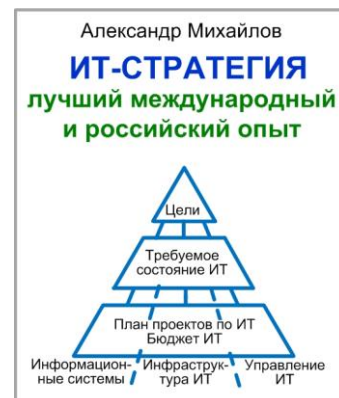 Александр Михайлов
ИТ-СТРАТЕГИЯ
лучший международный
и российский опыт
Цели
Требуемое
состояние ИТ
План проектов по ИТ
Бюджет ИТ
Информацион-
ные системы
Инфраструк-
тура ИТ
Управление
ИТ